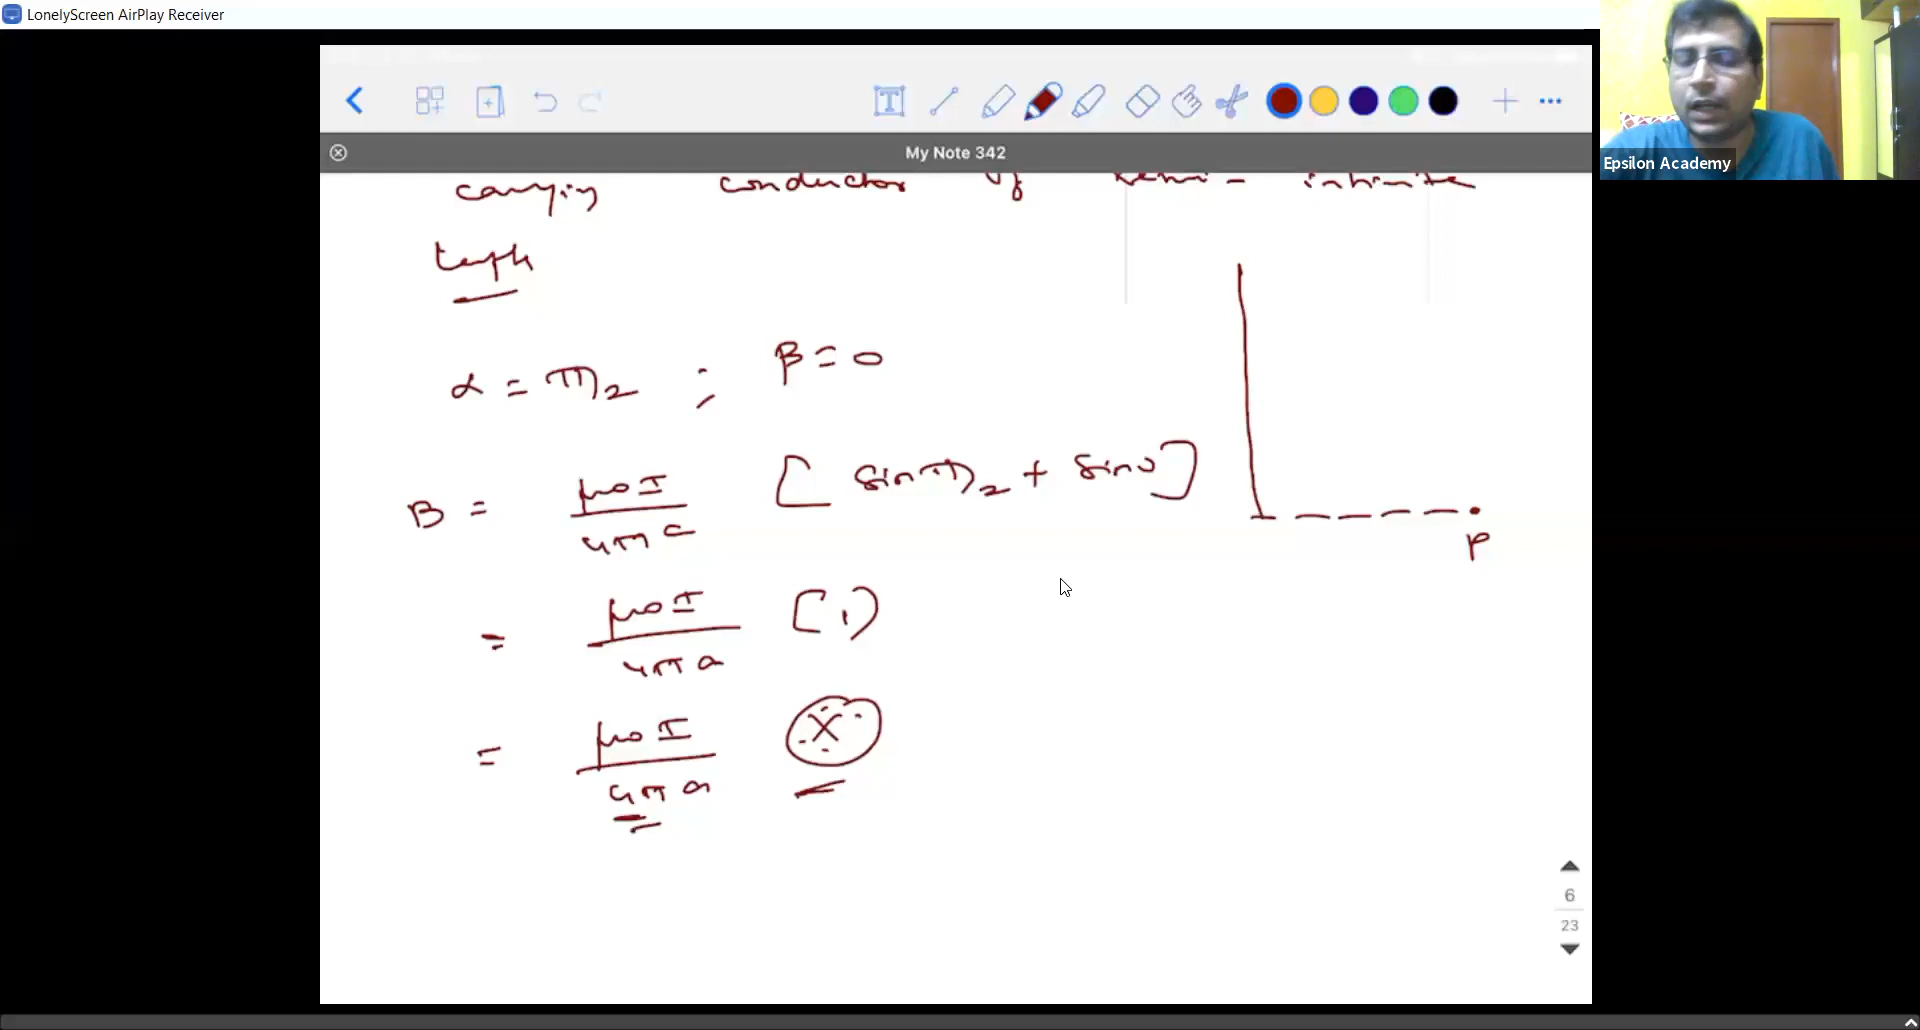 LonelyScreen AirPlay Receiver
My Note 342
Epsilon Academy
carrying conductor of semi - infinite
length
α = π/2 ; β = 0
B = μ₀I / 4πa [ sin π/2 + sin 0 ]
= μ₀I / 4πa [1]
= μ₀I / 4πa X
P
6
23